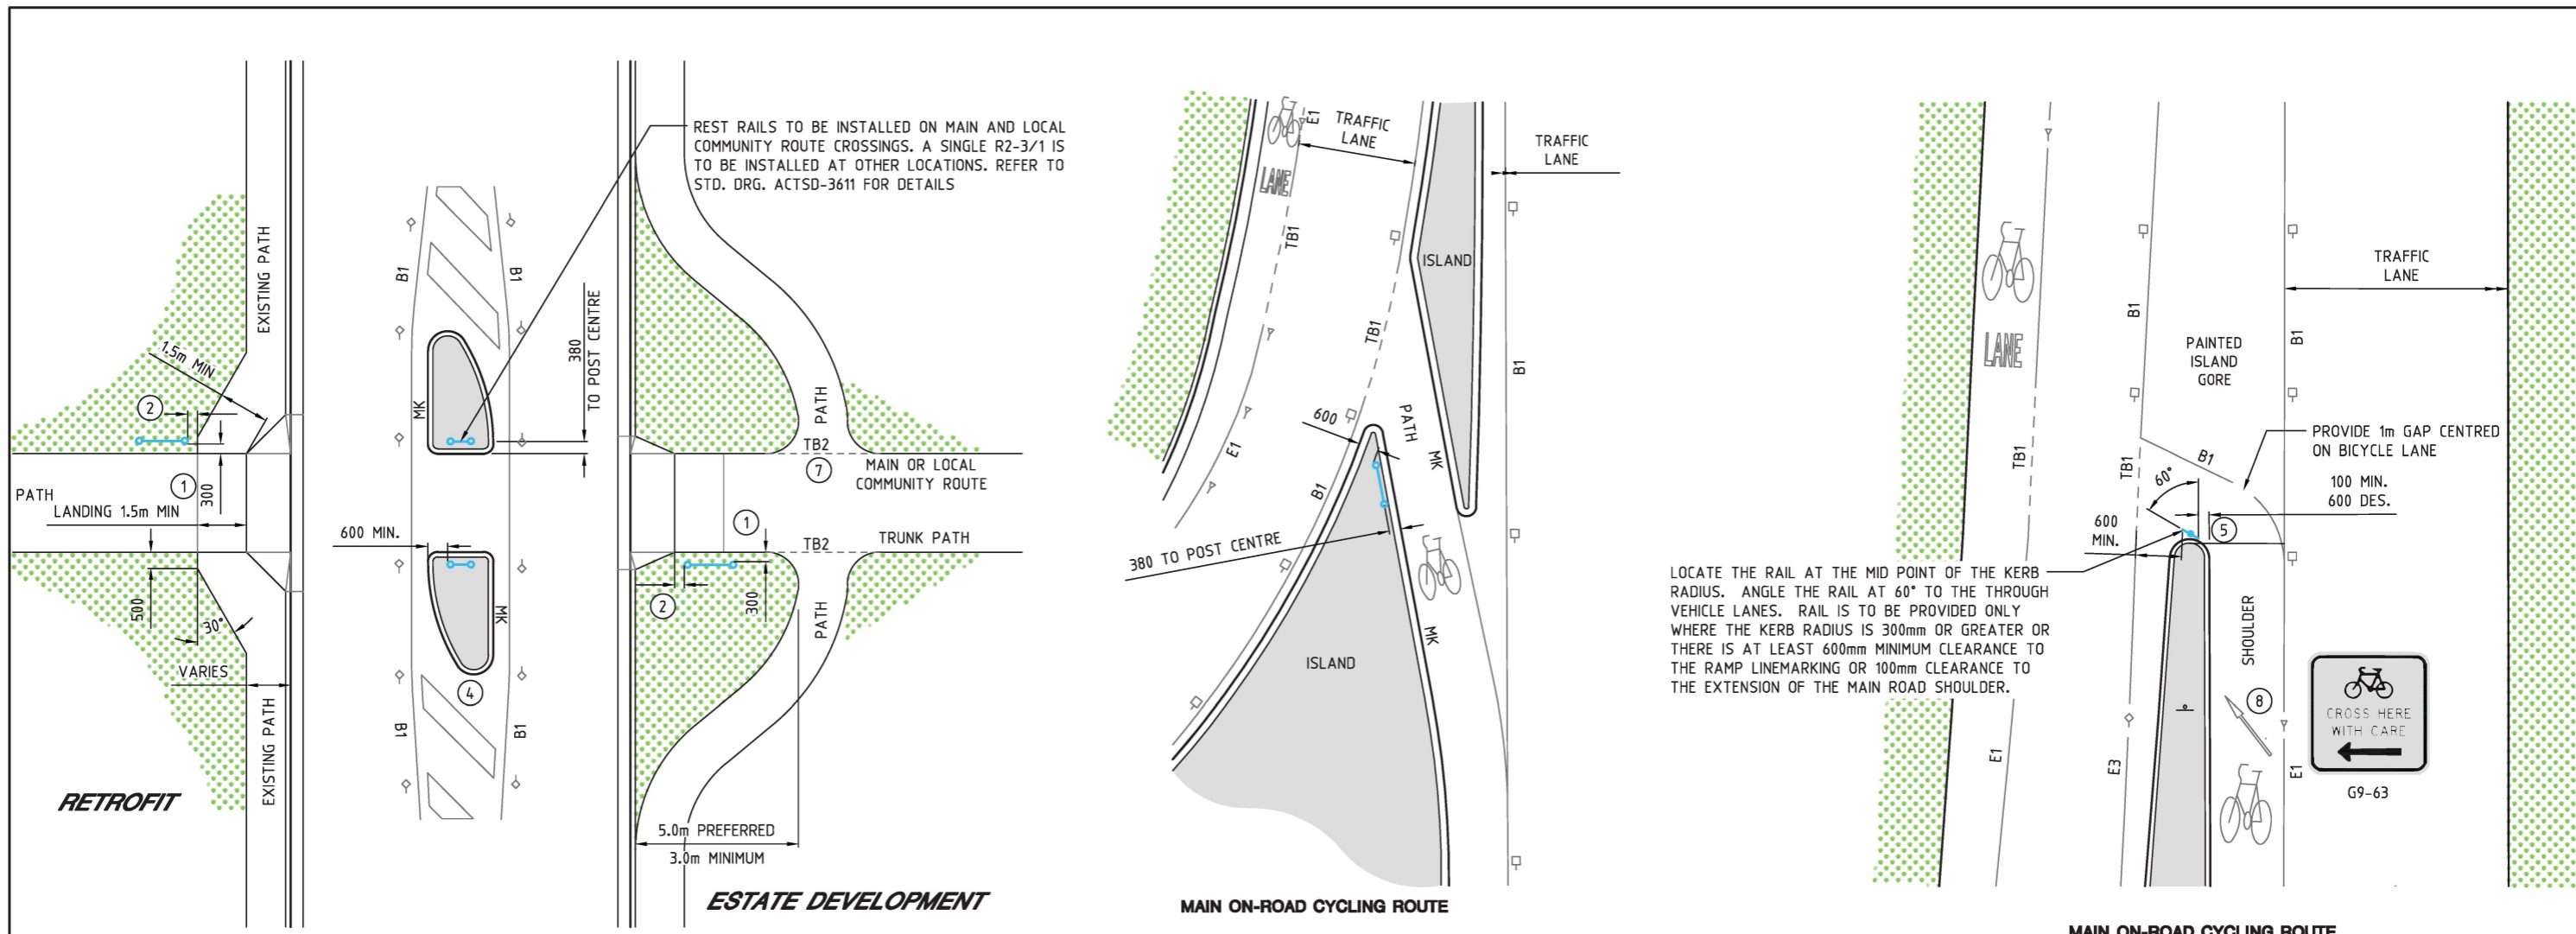 REST RAILS TO BE INSTALLED ON MAIN AND LOCAL
COMMUNITY ROUTE CROSSINGS. A SINGLE R2-3/1 IS
TO BE INSTALLED AT OTHER LOCATIONS. REFER TO
STD. DRG. ACTSD-3611 FOR DETAILS
EXISTING PATH
1.5m MIN
2
1
300
PATH
LANDING 1.5m MIN
500
30°
VARIES
EXISTING PATH
RETROFIT
B1
B1
MK
600 MIN.
MK
4
B1
B1
380
TO POST CENTRE
PATH
TB2
7
MAIN OR LOCAL
COMMUNITY ROUTE
1
TB2
TRUNK PATH
2
300
PATH
5.0m PREFERRED
3.0m MINIMUM
ESTATE DEVELOPMENT
E1
TRAFFIC
LANE
LANE
TB1
ISLAND
TRAFFIC
LANE
TB1
B1
600
PATH
MK
E1
B1
380 TO POST CENTRE
MK
ISLAND
MAIN ON-ROAD CYCLING ROUTE
LANE
B1
TRAFFIC
LANE
B1
PAINTED
ISLAND
GORE
PROVIDE 1m GAP CENTRED
ON BICYCLE LANE
TB1
TB1
B1
60°
100 MIN.
600 DES.
600
MIN.
5
LOCATE THE RAIL AT THE MID POINT OF THE KERB
RADIUS. ANGLE THE RAIL AT 60° TO THE THROUGH
VEHICLE LANES. RAIL IS TO BE PROVIDED ONLY
WHERE THE KERB RADIUS IS 300mm OR GREATER OR
THERE IS AT LEAST 600mm MINIMUM CLEARANCE TO
THE RAMP LINEMARKING OR 100mm CLEARANCE TO
THE EXTENSION OF THE MAIN ROAD SHOULDER.
SHOULDER
8
E1
E3
E1
CROSS HERE
WITH CARE
G9-63
MAIN ON-ROAD CYCLING ROUTE